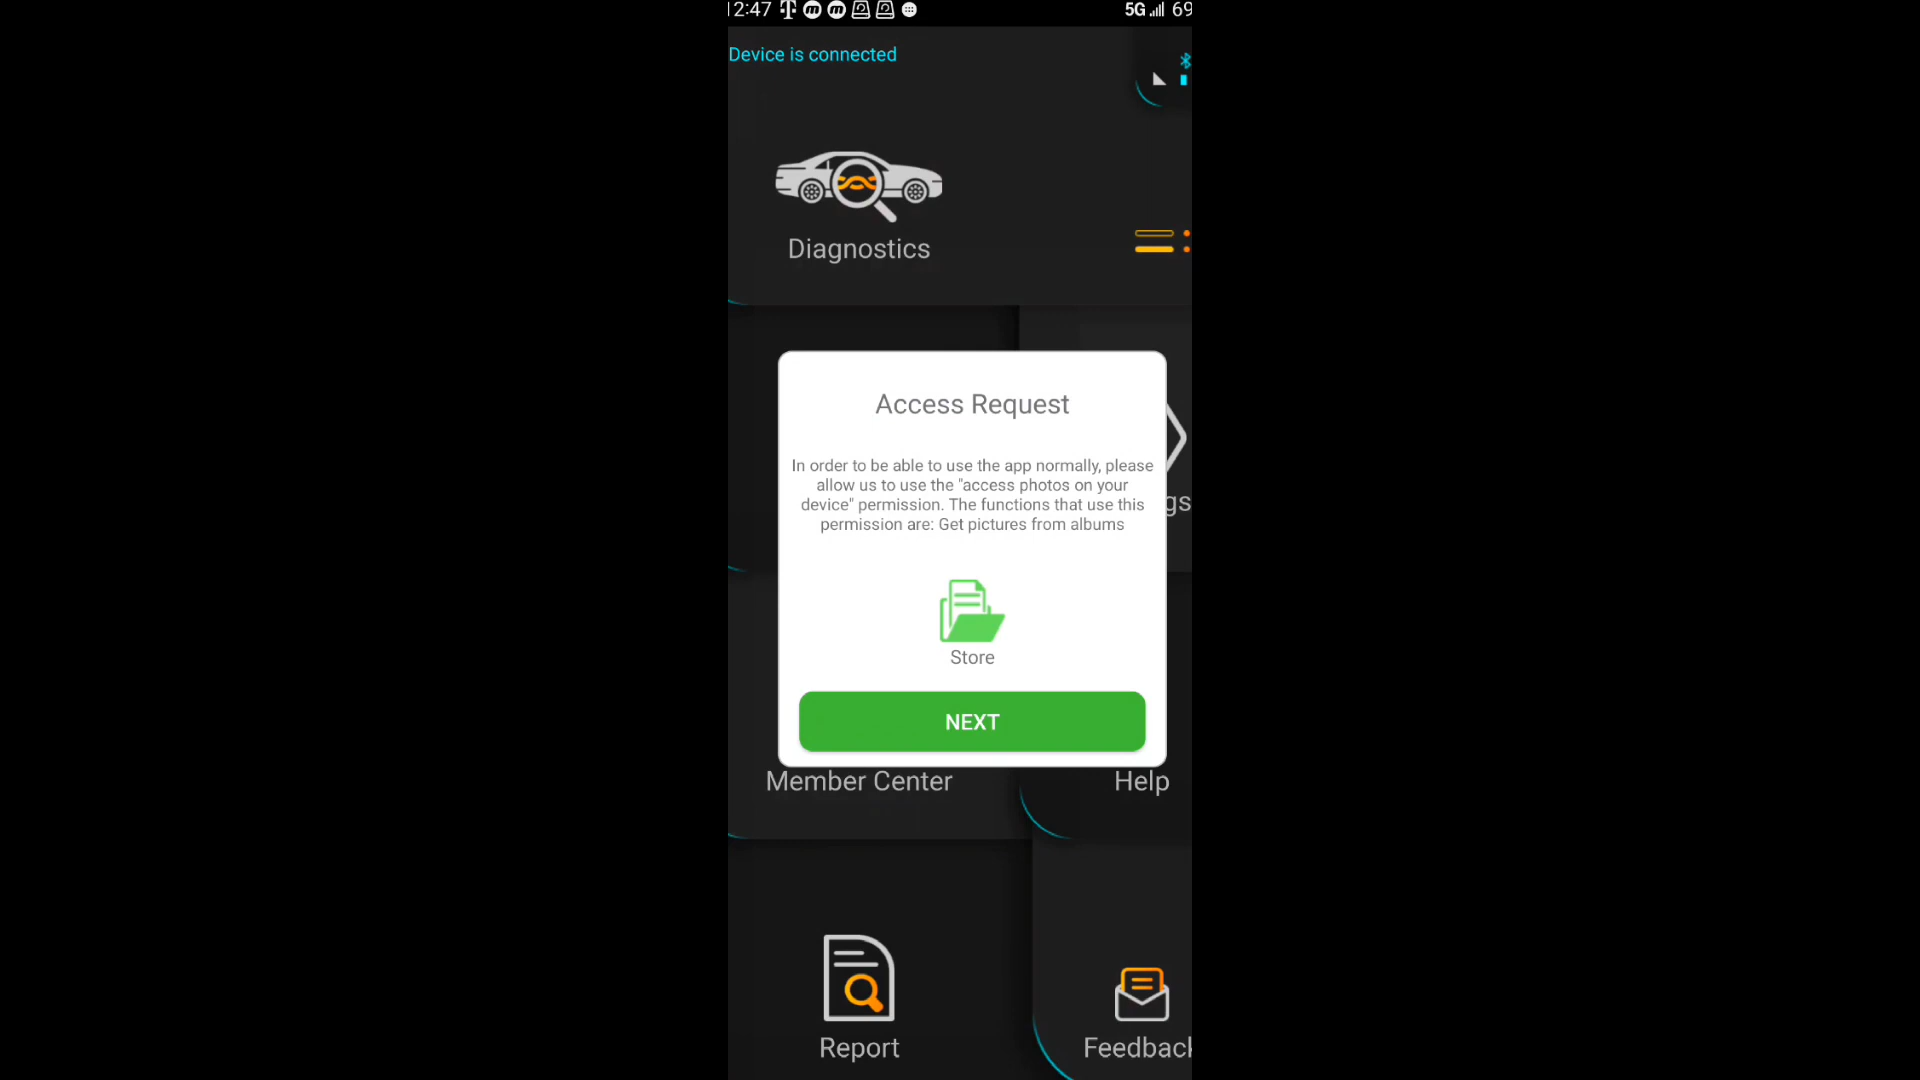 12:47 5G 69
Device is connected
Diagnostics
Access Request
In order to be able to use the app normally, please
allow us to use the "access photos on your
device" permission. The functions that use this
permission are: Get pictures from albums
gs
Store
NEXT
Member Center
Help
Report
Feedback